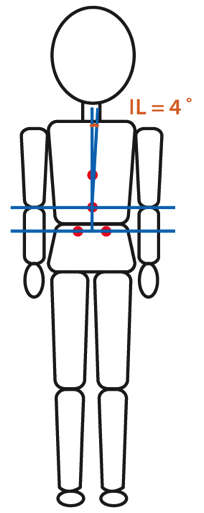 IL = 4°